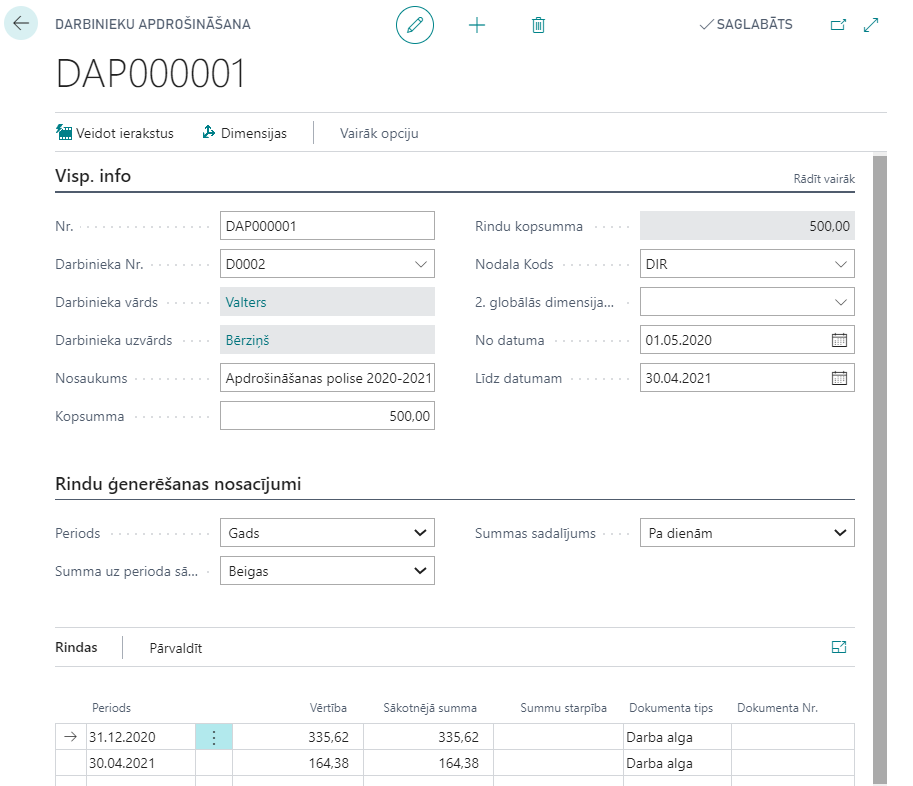 DARBINIEKU APDROŠINĀŠANA
SAGLABĀTS
DAP000001
Veidot ierakstus
Dimensijas
Vairāk opciju
Visp. info
Rādīt vairāk
Nr.
DAP000001
Rindu kopsumma
500,00
Darbinieka Nr.
D0002
Nodala Kods
DIR
Darbinieka vārds
Valters
2. globālās dimensija...
Darbinieka uzvārds
Bērziņš
No datuma
01.05.2020
Nosaukums
Apdrošināšanas polise 2020-2021
Līdz datumam
30.04.2021
Kopsumma
500,00
Rindu ģenerēšanas nosacījumi
Periods
Gads
Summas sadalījums
Pa dienām
Summa uz perioda sā...
Beigas
Rindas
Pārvaldīt
Periods Vērtība Sākotnējā summa Summu starpība Dokumenta tips Dokumenta Nr.
31.12.2020 335,62 335,62 Darba alga
30.04.2021 164,38 164,38 Darba alga